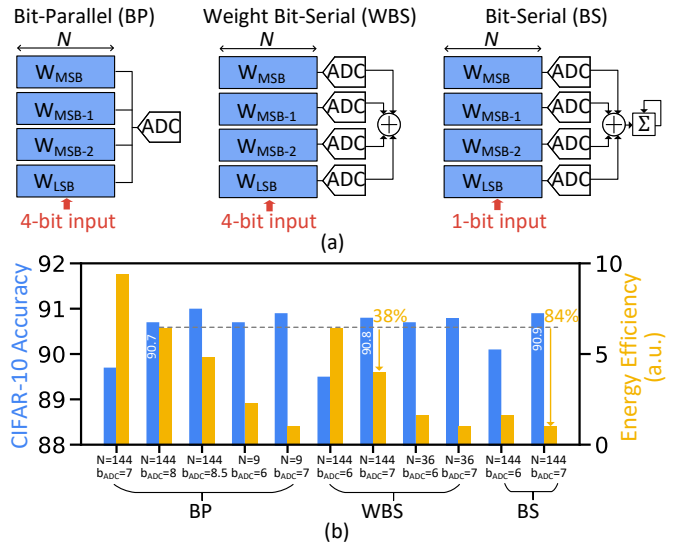 Bit-Parallel (BP)
N
W_MSB
W_MSB-1
W_MSB-2
W_LSB
ADC
4-bit input
Weight Bit-Serial (WBS)
N
W_MSB
W_MSB-1
W_MSB-2
W_LSB
ADC
ADC
ADC
ADC
+
4-bit input
Bit-Serial (BS)
N
W_MSB
W_MSB-1
W_MSB-2
W_LSB
ADC
ADC
ADC
ADC
+
Σ
1-bit input
(a)
CIFAR-10 Accuracy
92
91
90
89
88
90.7
90.8
90.9
38%
84%
10
5
0
Energy Efficiency
(a.u.)
N=144 N=144 N=144 N=9 N=9 N=144 N=144 N=36 N=36 N=144 N=144
b_ADC=7 b_ADC=8 b_ADC=8.5 b_ADC=6 b_ADC=7 b_ADC=6 b_ADC=7 b_ADC=6 b_ADC=7 b_ADC=6 b_ADC=7
BP WBS BS
(b)